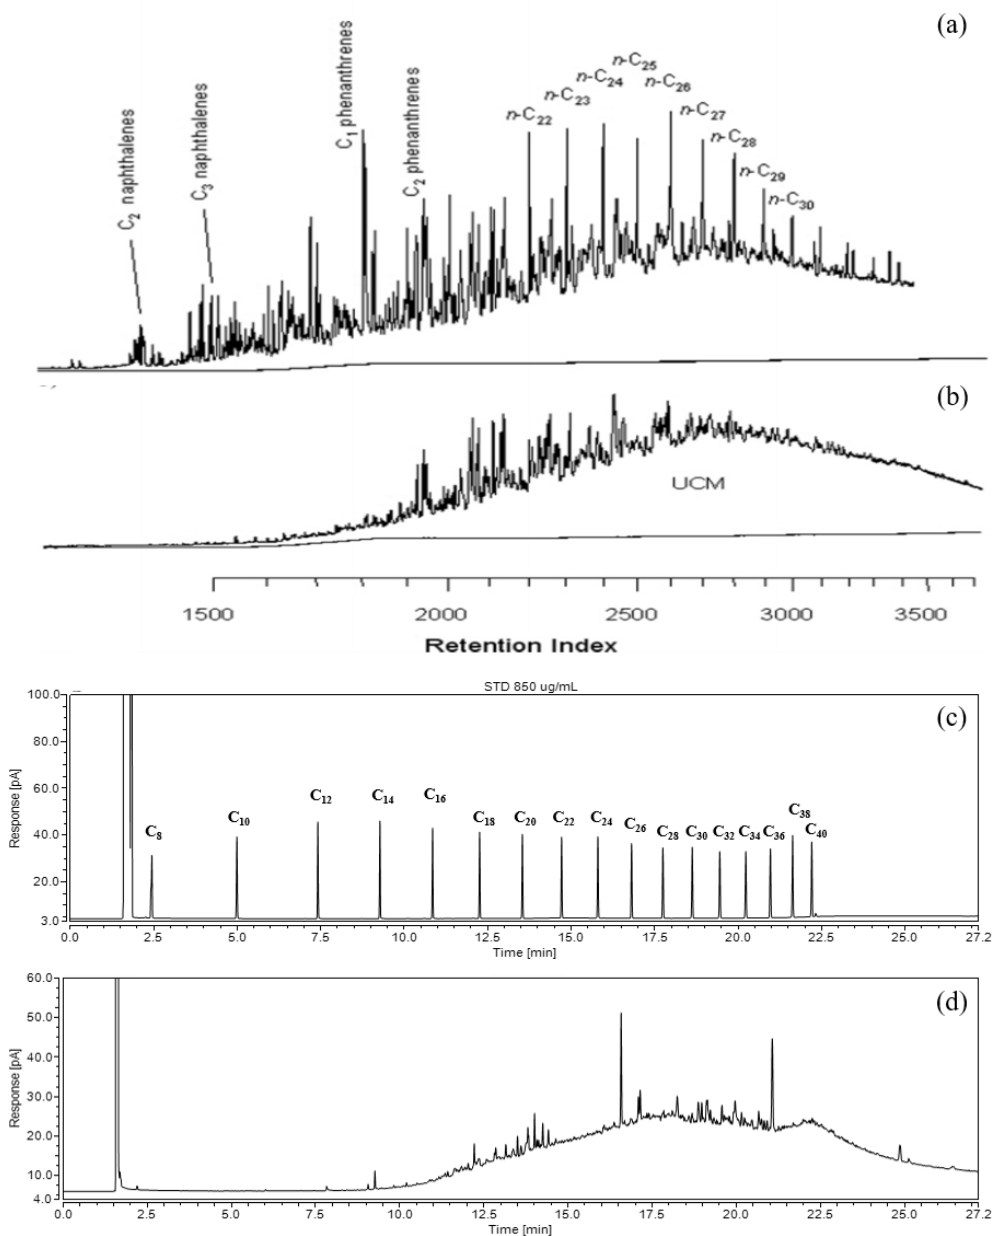 (a)
n-C25
n-C24
n-C26
n-C23
n-C27
n-C22
n-C28
n-C29
n-C30
C2 naphthalenes
C3 naphthalenes
C1 phenanthrenes
C2 phenanthrenes
(b)
UCM
1500 2000 2500 3000 3500
Retention Index
STD 850 ug/mL
(c)
Response [pA]
100.0
80.0
60.0
40.0
20.0
3.0
C8 C10 C12 C14 C16 C18 C20 C22 C24 C26 C28 C30 C32 C34 C36 C38 C40
0.0 2.5 5.0 7.5 10.0 12.5 15.0 17.5 20.0 22.5 25.0 27.2
Time [min]
(d)
Response [pA]
60.0
50.0
40.0
30.0
20.0
10.0
4.0
0.0 2.5 5.0 7.5 10.0 12.5 15.0 17.5 20.0 22.5 25.0 27.2
Time [min]